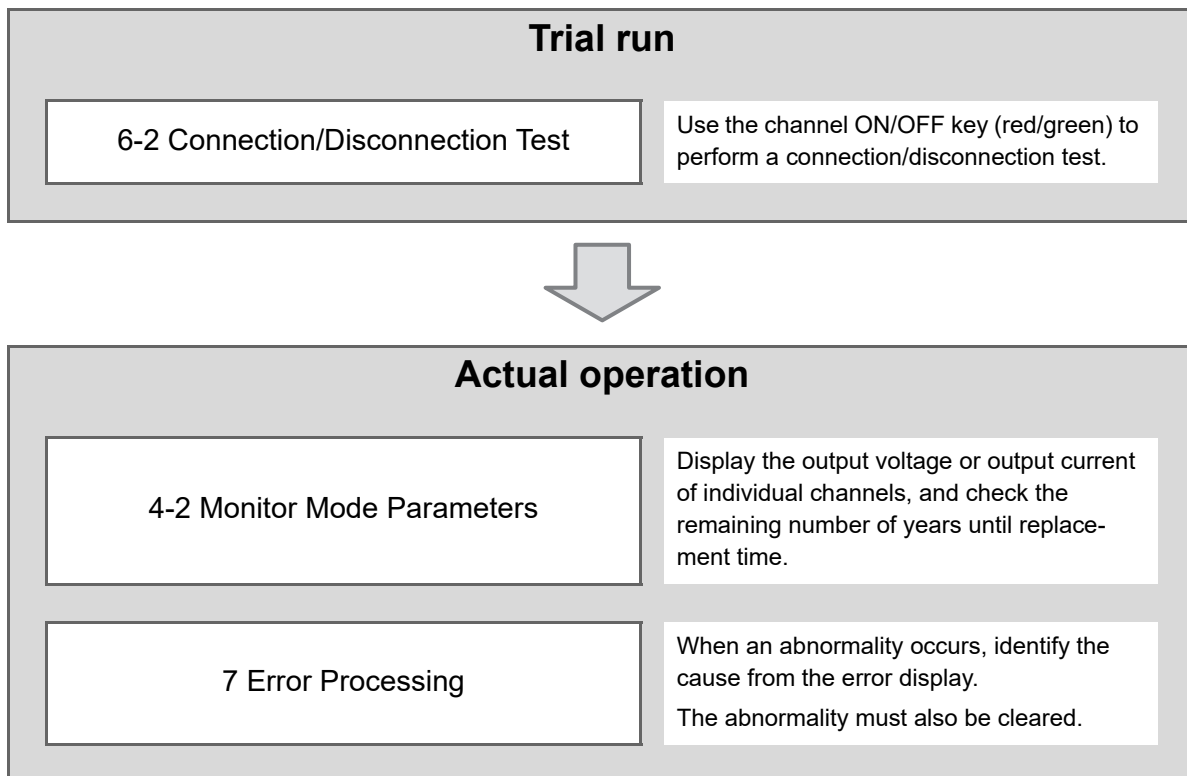 Trial run
6-2 Connection/Disconnection Test
Use the channel ON/OFF key (red/green) to
perform a connection/disconnection test.
Actual operation
4-2 Monitor Mode Parameters
Display the output voltage or output current
of individual channels, and check the
remaining number of years until replace-
ment time.
7 Error Processing
When an abnormality occurs, identify the
cause from the error display.
The abnormality must also be cleared.